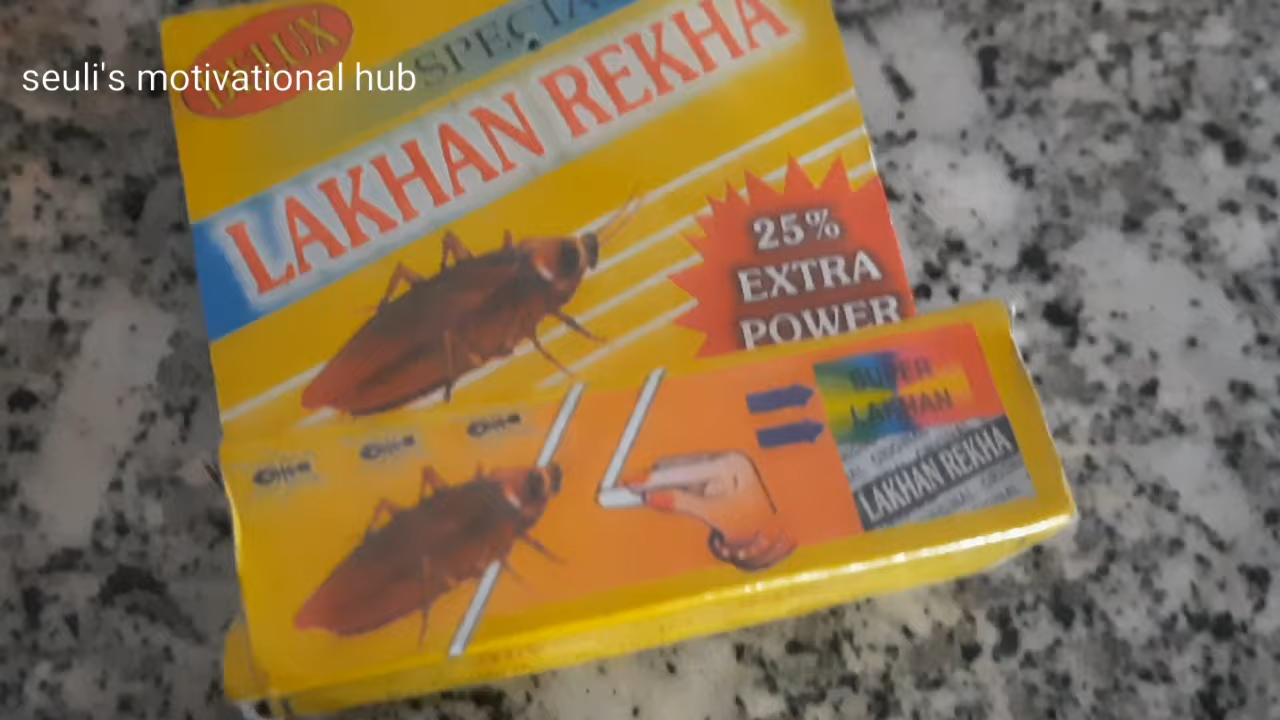 seuli's motivational hub
DELUX
SPECIAL
LAKHAN REKHA
25%
EXTRA
POWER
SUPER
LAKHAN
LAKHAN REKHA